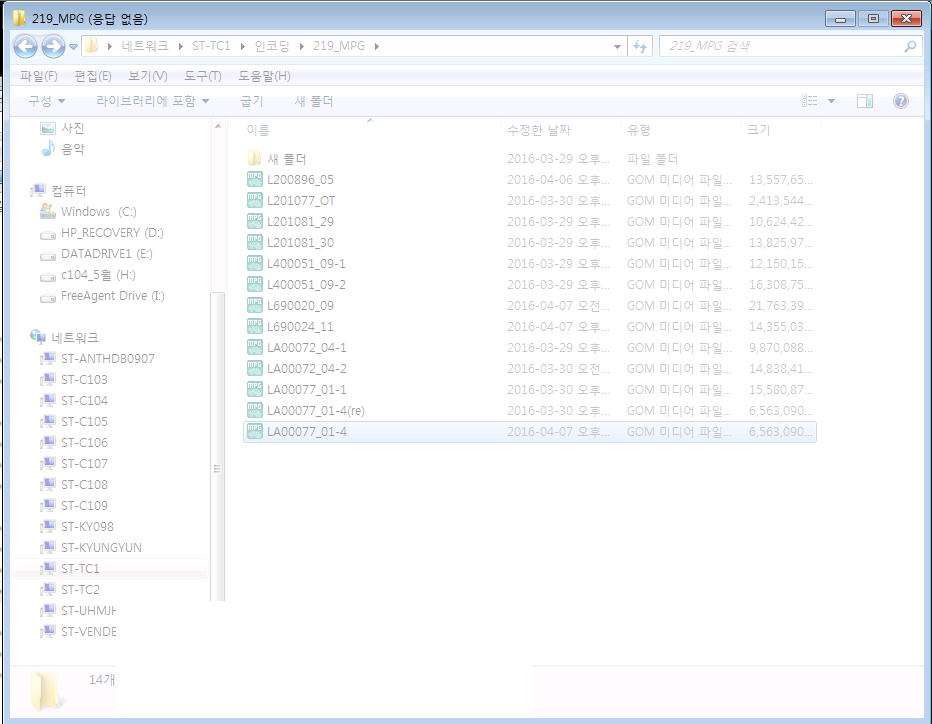 219_MPG (응답 없음)
네트워크 ST-TC1 인코딩 219_MPG 219_MPG 검색
파일(F) 편집(E) 보기(V) 도구(T) 도움말(H)
구성 라이브러리에 포함 굽기 새 폴더
사진
음악
컴퓨터
Windows (C:)
HP_RECOVERY (D:)
DATADRIVE1 (E:)
c104_5월 (H:)
FreeAgent Drive (I:)
네트워크
ST-ANTHDB0907
ST-C103
ST-C104
ST-C105
ST-C106
ST-C107
ST-C108
ST-C109
ST-KY098
ST-KYUNGYUN
ST-TC1
ST-TC2
ST-UHMJH
ST-VENDE
이름 수정한 날짜 유형 크기
새 폴더 2016-03-29 오후... 파일 폴더
L200896_05 2016-04-06 오후... GOM 미디어 파일... 13,557,65...
L201077_OT 2016-03-30 오후... GOM 미디어 파일... 2,413,544...
L201081_29 2016-03-29 오후... GOM 미디어 파일... 10,624,42...
L201081_30 2016-03-29 오후... GOM 미디어 파일... 13,825,97...
L400051_09-1 2016-03-29 오후... GOM 미디어 파일... 12,150,15...
L400051_09-2 2016-03-29 오후... GOM 미디어 파일... 16,308,75...
L690020_09 2016-04-07 오전... GOM 미디어 파일... 21,763,39...
L690024_11 2016-04-07 오후... GOM 미디어 파일... 14,355,03...
LA00072_04-1 2016-03-29 오후... GOM 미디어 파일... 9,870,088...
LA00072_04-2 2016-03-30 오전... GOM 미디어 파일... 14,838,41...
LA00077_01-1 2016-03-30 오후... GOM 미디어 파일... 15,580,87...
LA00077_01-4(re) 2016-03-30 오후... GOM 미디어 파일... 6,563,090...
LA00077_01-4 2016-04-07 오후... GOM 미디어 파일... 6,563,090...
14개